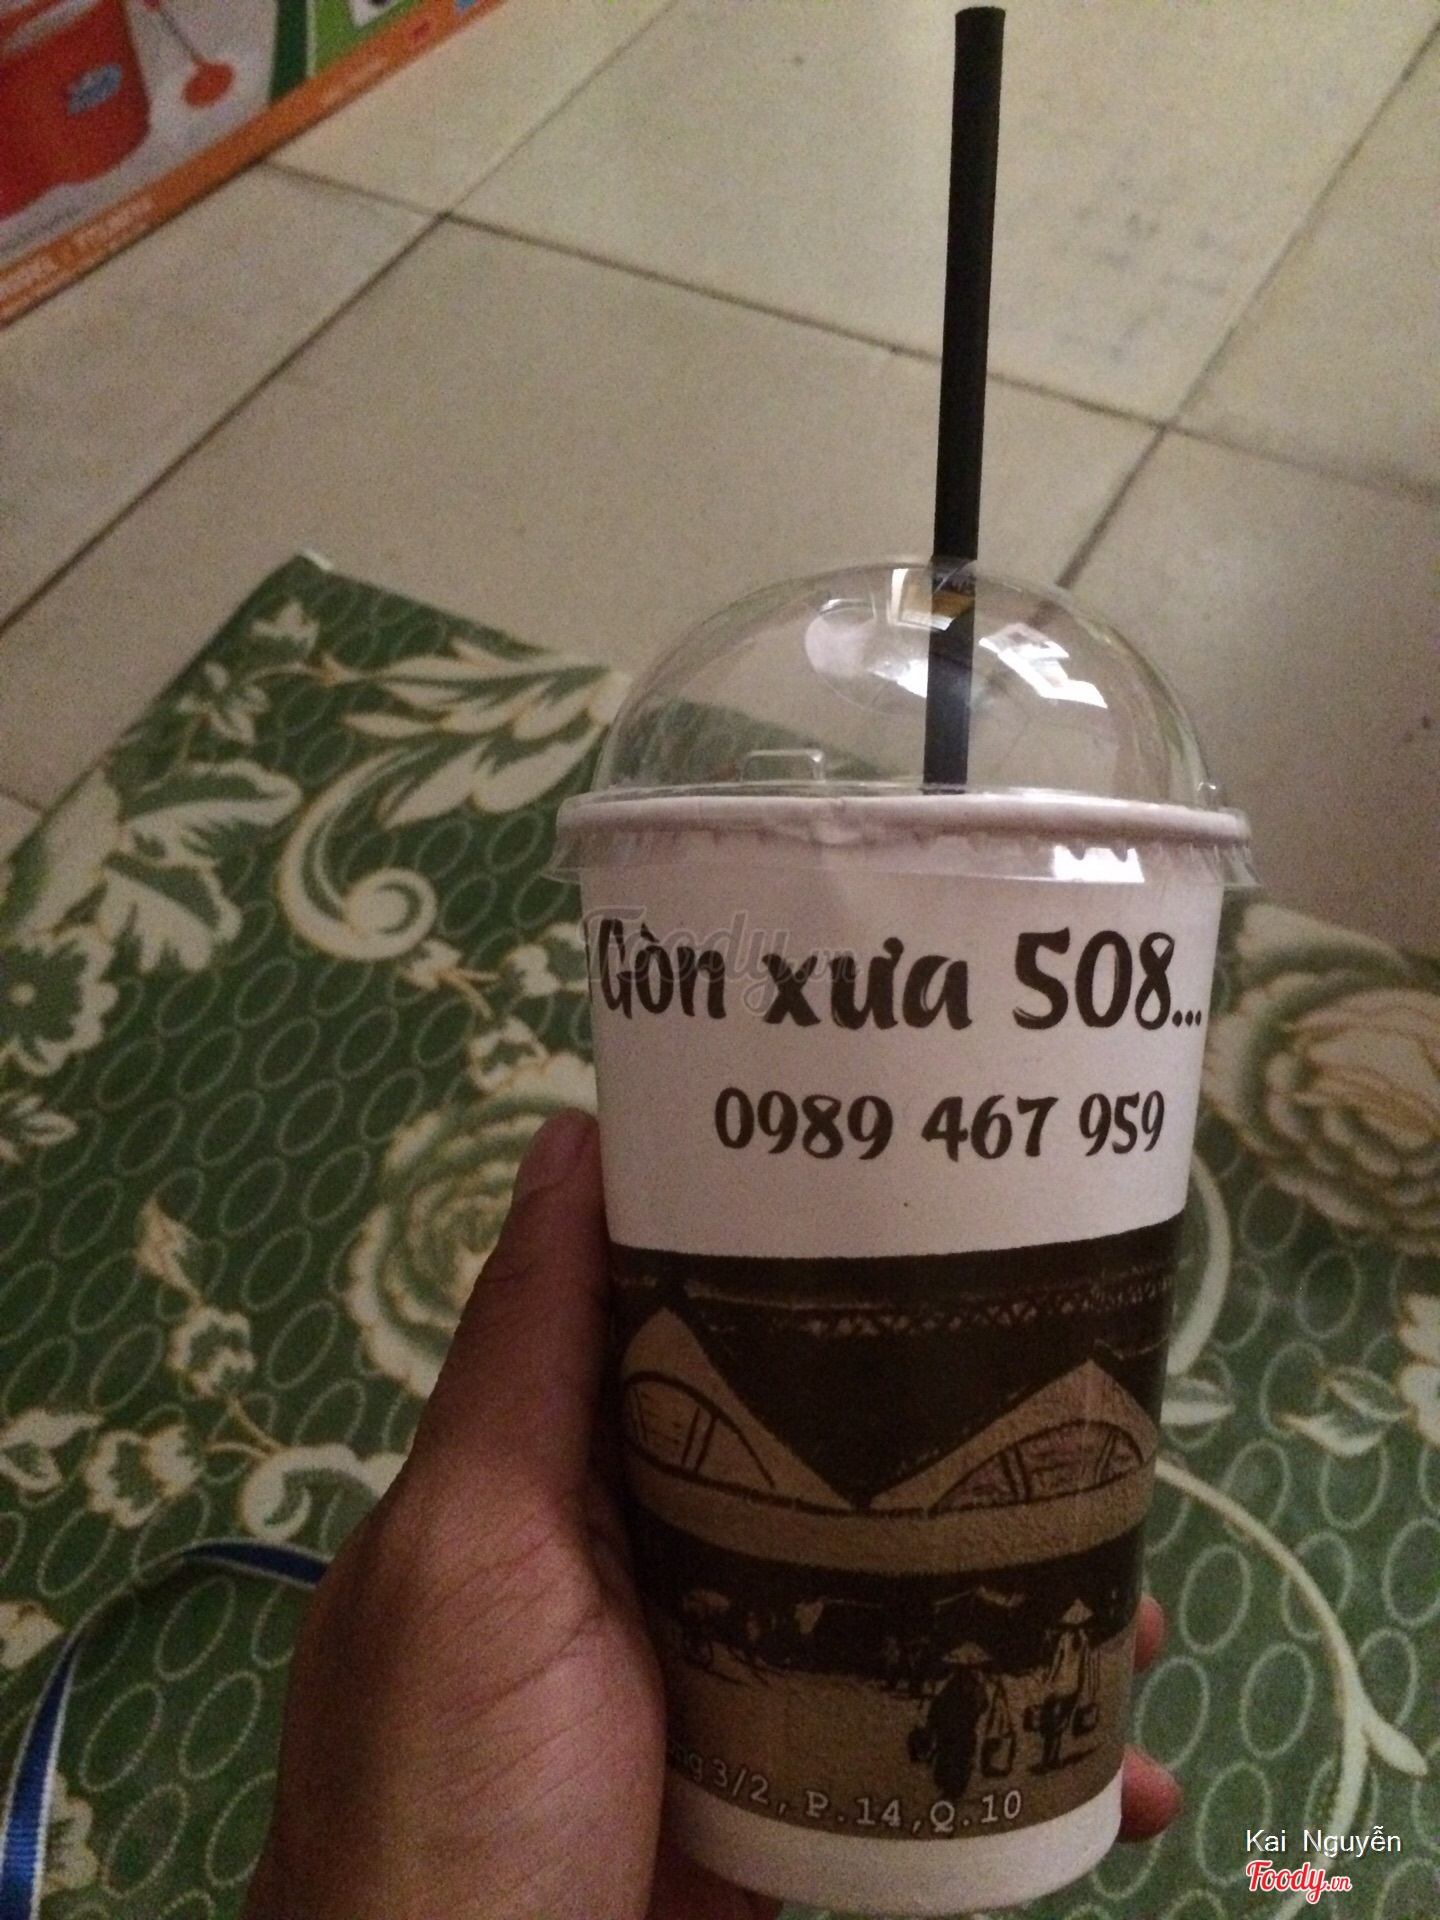 Gòn xưa 508...
0989 467 959
3/2, P.14,Q.10
Kai Nguyễn
Foody.vn